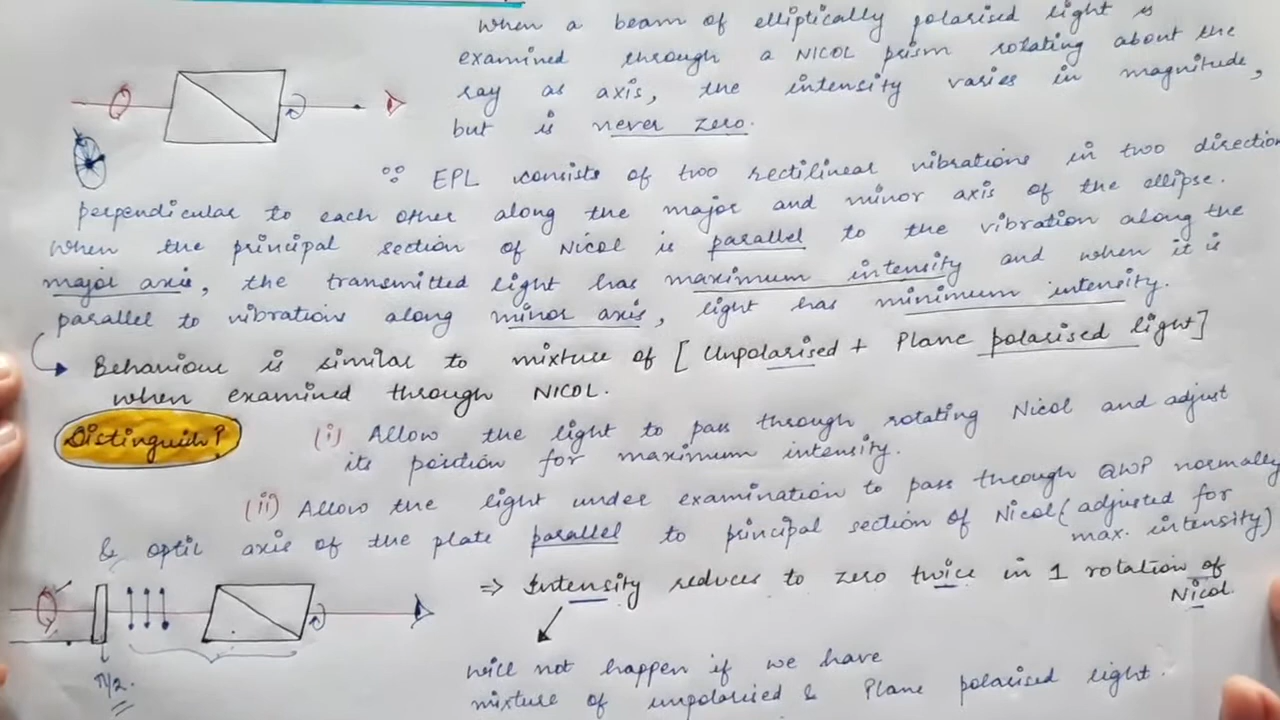 When a beam of elliptically polarised light is
examined through a NICOL prism rotating about the
ray as axis, the intensity varies in magnitude,
but is never zero.
∵ EPL consists of two rectilinear vibrations in two direction
perpendicular to each other along the major and minor axis of the ellipse.
When the principal section of Nicol is parallel to the vibration along the
major axis, the transmitted light has maximum intensity and when it is
parallel to vibrations along minor axis, light has minimum intensity.
Behaviour is similar to mixture of [Unpolarised + Plane polarised light]
when examined through NICOL.
Distinguish?
(i) Allow the light to pass through rotating Nicol and adjust
its position for maximum intensity.
(ii) Allow the light under examination to pass through QWP normally
& optic axis of the plate parallel to principal section of Nicol (adjusted for
max. intensity)
⇒ Intensity reduces to zero twice in 1 rotation of
Nicol.
will not happen if we have
mixture of unpolarised & Plane polarised light.
π/2.